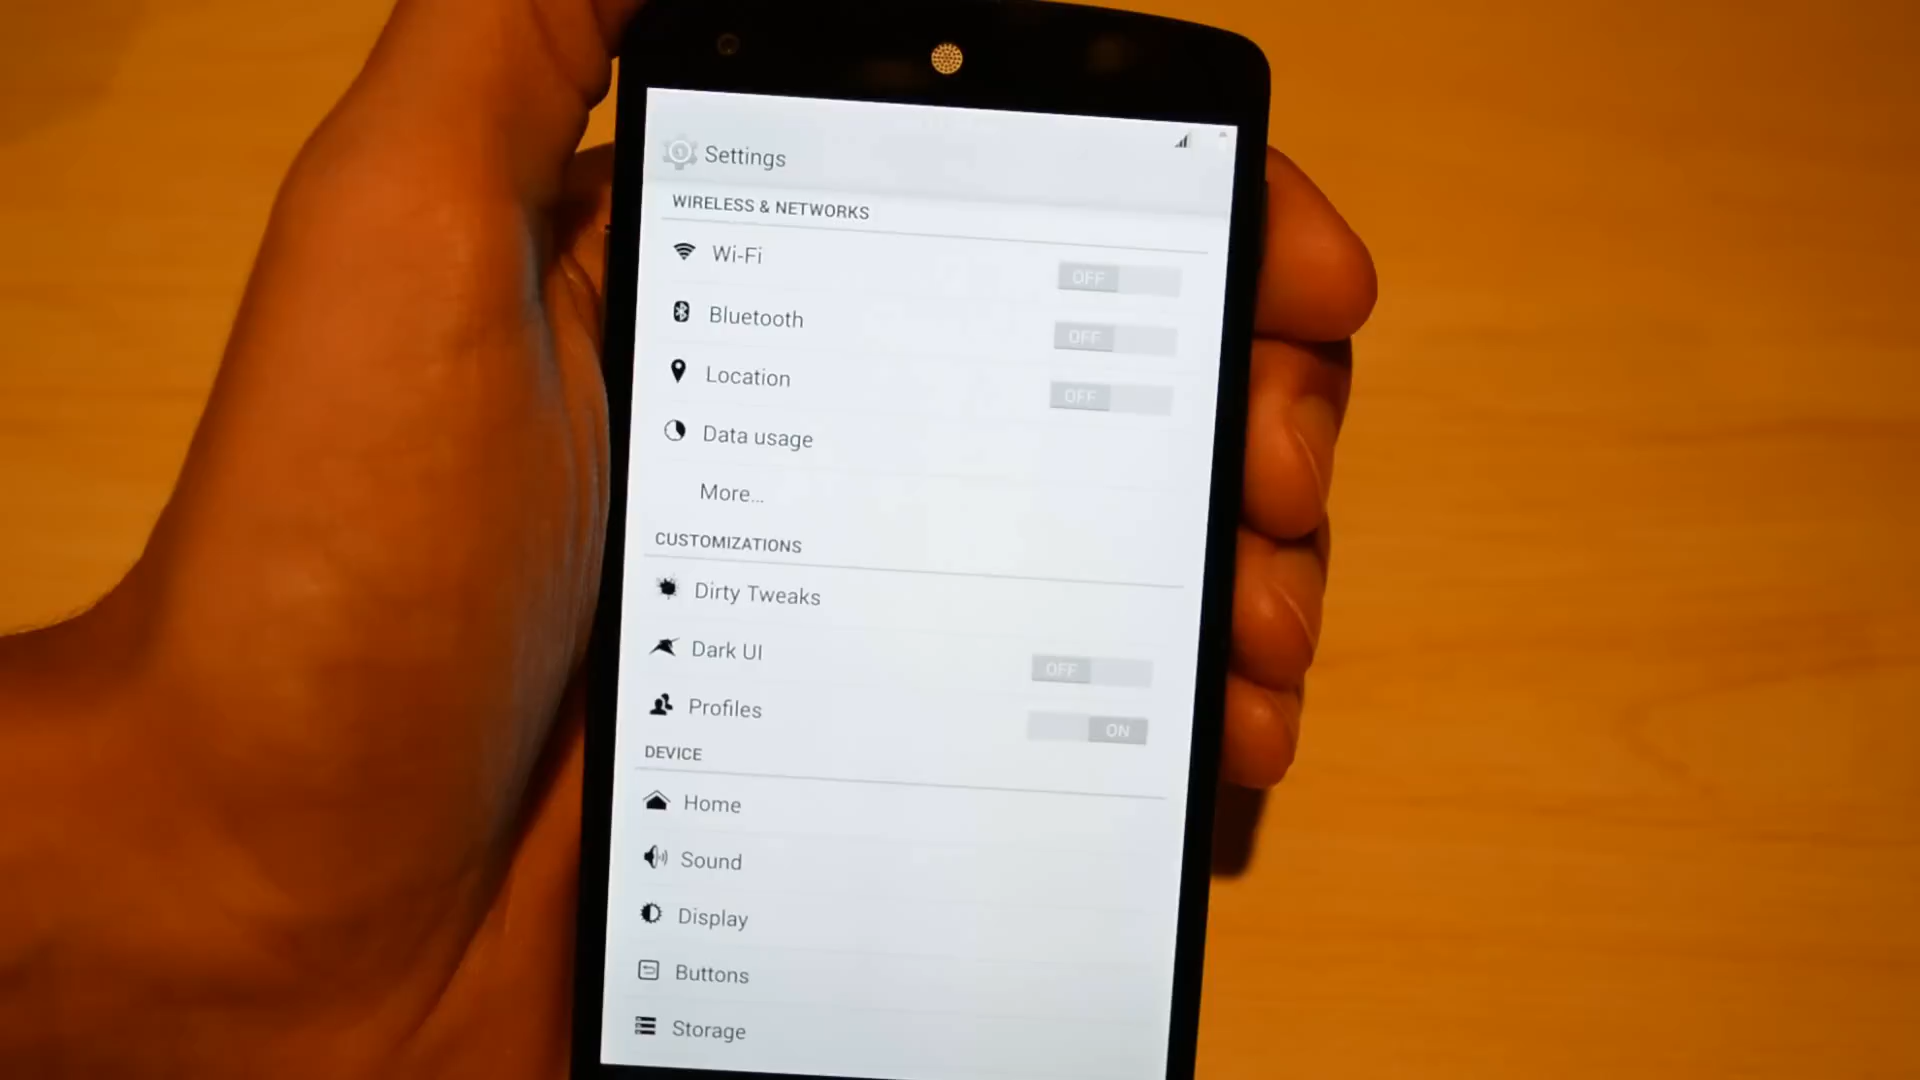 Settings
WIRELESS & NETWORKS
Wi-Fi OFF
Bluetooth OFF
Location OFF
Data usage
More...
CUSTOMIZATIONS
Dirty Tweaks
Dark UI OFF
Profiles ON
DEVICE
Home
Sound
Display
Buttons
Storage